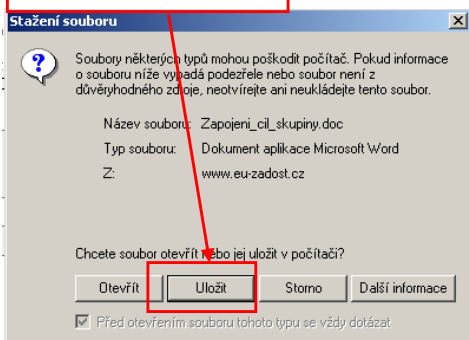 Stažení souboru
Soubory některých typů mohou poškodit počítač. Pokud informace
o souboru níže vypadá podezřele nebo soubor není z
důvěryhodného zdroje, neotvírejte ani neukládejte tento soubor.
Název souboru: Zapojeni_cil_skupiny.doc
Typ souboru: Dokument aplikace Microsoft Word
Z: www.eu-zadost.cz
Chcete soubor otevřít nebo jej uložit v počítači?
Otevřít Uložit Storno Další informace
Před otevřením souboru tohoto typu se vždy dotázat